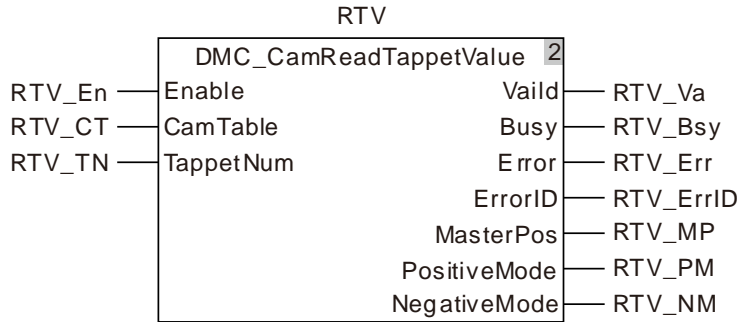 RTV
DMC_CamReadTappetValue 2
RTV_En Enable Vaild RTV_Va
RTV_CT CamTable Busy RTV_Bsy
RTV_TN TappetNum Error RTV_Err
ErrorID RTV_ErrID
MasterPos RTV_MP
PositiveMode RTV_PM
NegativeMode RTV_NM